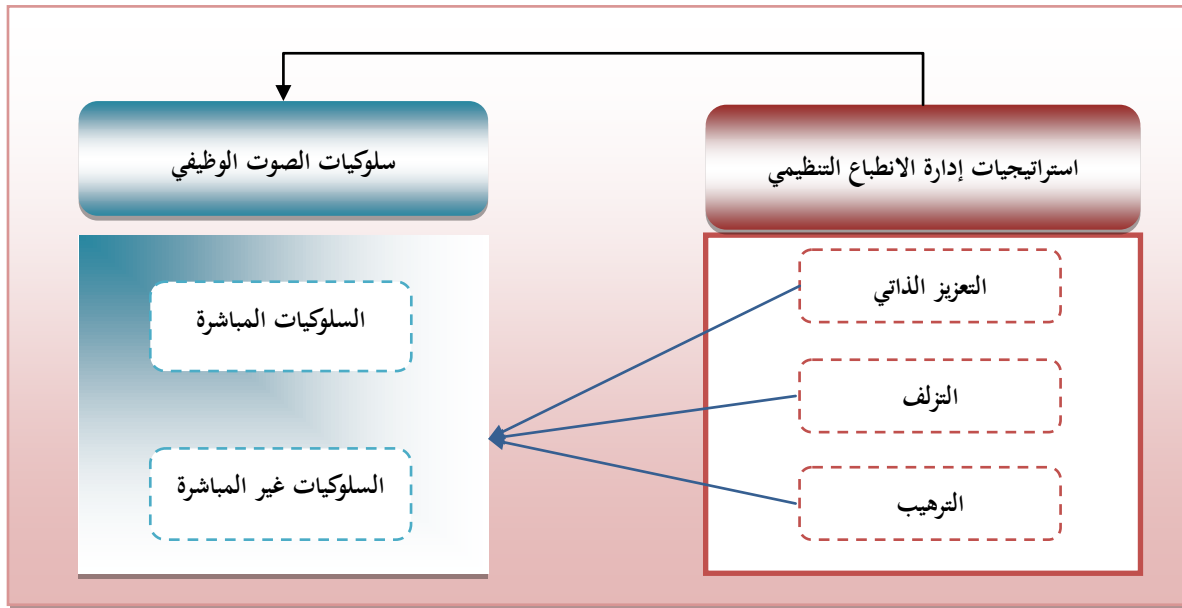 استراتيجيات إدارة الانطباع التنظيمي
التعزيز الذاتي
التزلف
الترهيب
سلوكيات الصوت الوظيفي
السلوكيات المباشرة
السلوكيات غير المباشرة